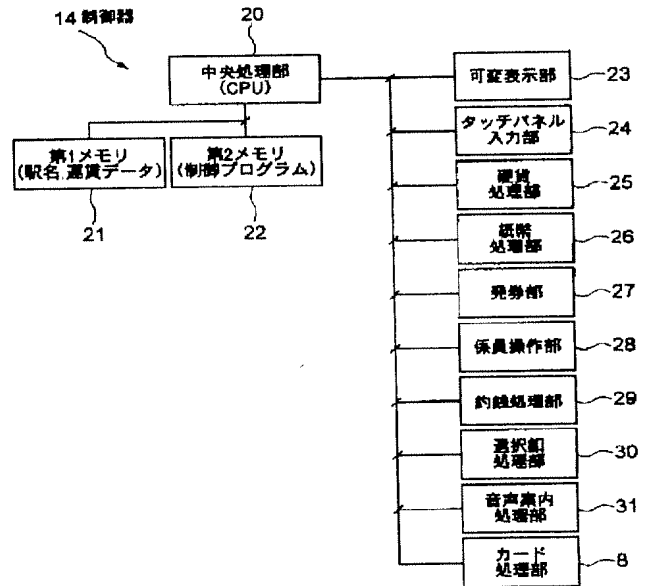 14 制御器
20
中央処理部
(CPU)
第1メモリ
(駅名,運賃データ)
21
第2メモリ
(制御プログラム)
22
可変表示部
23
タッチパネル
入力部
24
硬貨
処理部
25
紙幣
処理部
26
発券部
27
係員操作部
28
釣銭処理部
29
選択釦
処理部
30
音声案内
処理部
31
カード
処理部
8